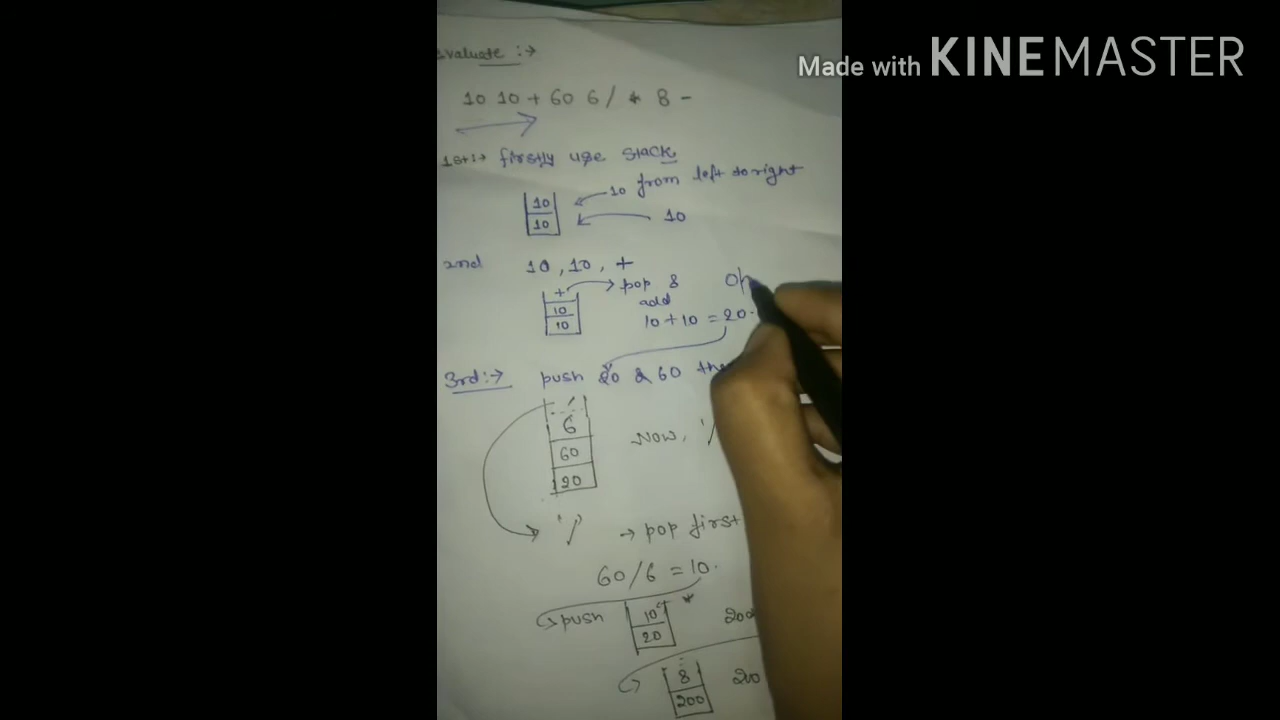 Made with KINEMASTER
Evaluate :→
10 10 + 60 6 / * 8 -
1st:→ firstly use stack
10 from left to right
10
10 10
2nd 10, 10, +
+ → pop & O/
10 add
10 10 + 10 = 20.
3rd:→ push 20 & 60
/
6 Now, '/
60
20
'/' → pop first
60/6 = 10.
→ push 10 *
20 200
8 200
200